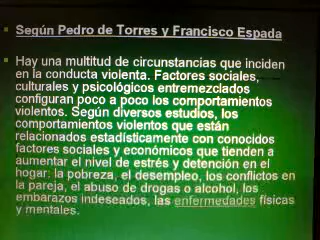 Según Pedro de Torres y Francisco Espada
Hay una multitud de circunstancias que inciden
en la conducta violenta. Factores sociales,
culturales y psicológicos entremezclados
configuran poco a poco los comportamientos
violentos. Según diversos estudios, los
comportamientos violentos que están
relacionados estadísticamente con conocidos
factores sociales y económicos que tienden a
aumentar el nivel de estrés y detención en el
hogar: la pobreza, el desempleo, los conflictos en
la pareja, el abuso de drogas o alcohol, los
embarazos indeseados, las enfermedades físicas
y mentales.